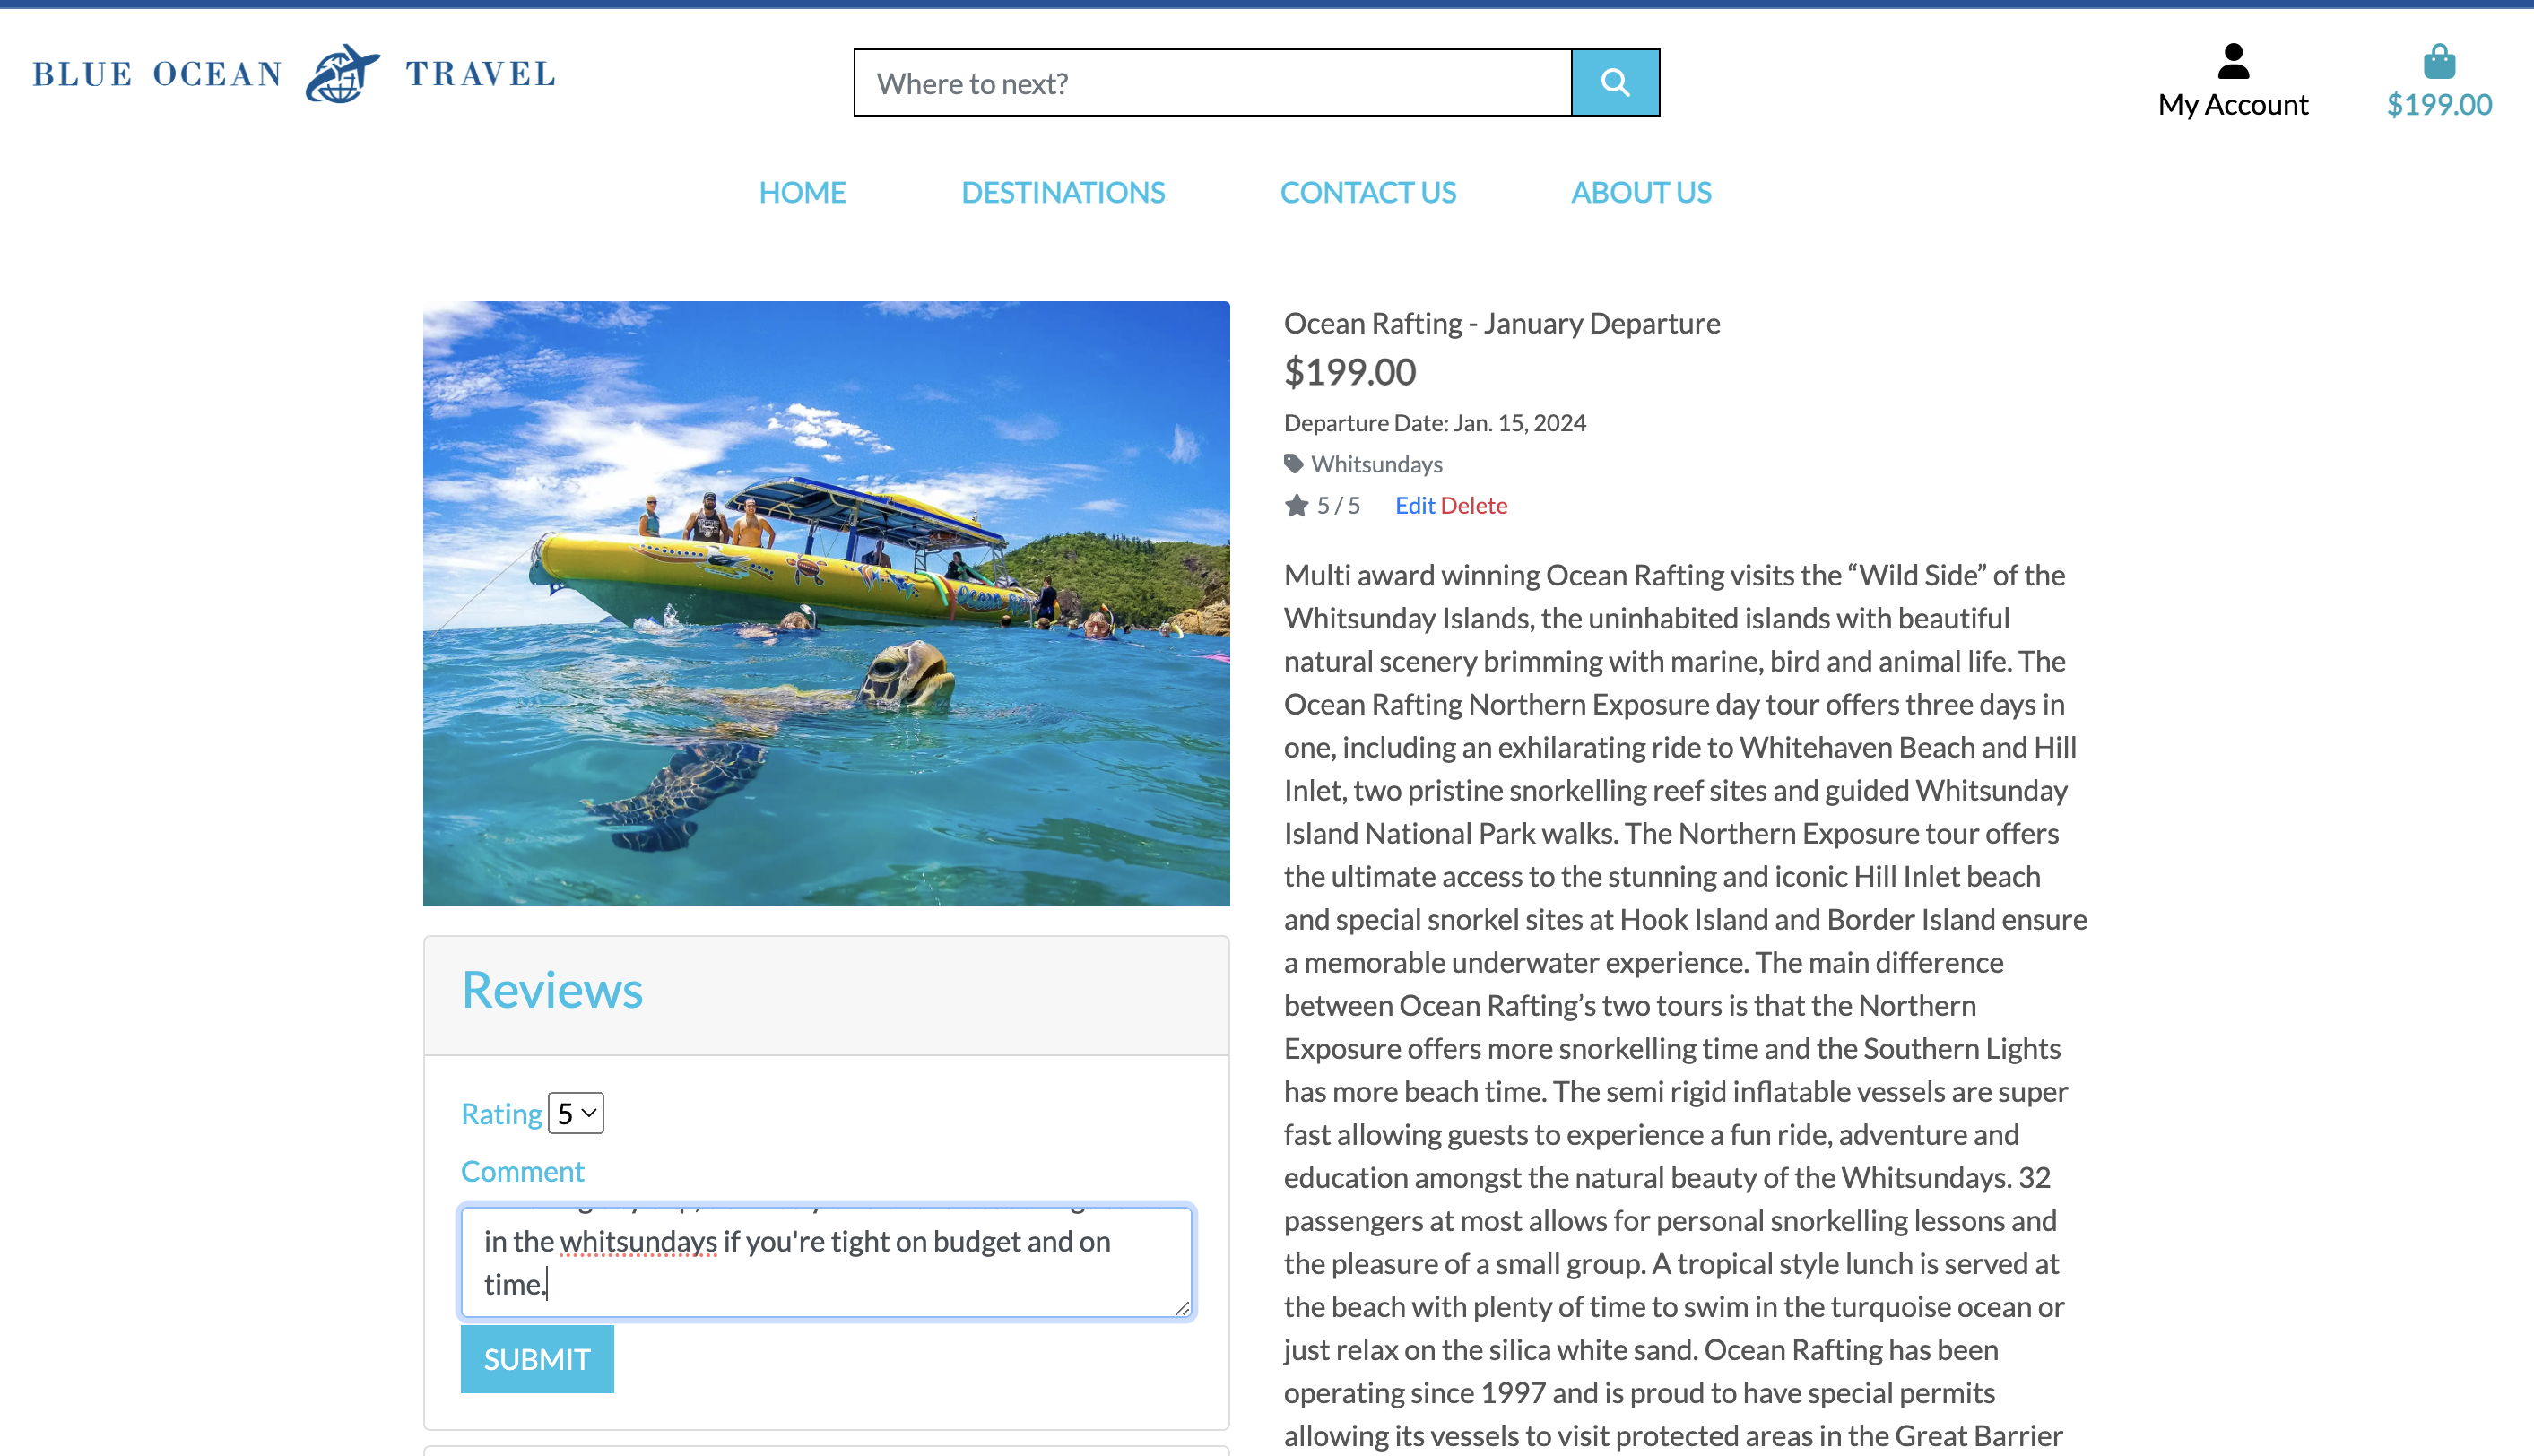 BLUE OCEAN TRAVEL
Where to next?
My Account
$199.00
HOME
DESTINATIONS
CONTACT US
ABOUT US
Ocean Rafting - January Departure
$199.00
Departure Date: Jan. 15, 2024
Whitsundays
5 / 5
Edit Delete
Multi award winning Ocean Rafting visits the “Wild Side” of the
Whitsunday Islands, the uninhabited islands with beautiful
natural scenery brimming with marine, bird and animal life. The
Ocean Rafting Northern Exposure day tour offers three days in
one, including an exhilarating ride to Whitehaven Beach and Hill
Inlet, two pristine snorkelling reef sites and guided Whitsunday
Island National Park walks. The Northern Exposure tour offers
the ultimate access to the stunning and iconic Hill Inlet beach
and special snorkel sites at Hook Island and Border Island ensure
a memorable underwater experience. The main difference
between Ocean Rafting’s two tours is that the Northern
Exposure offers more snorkelling time and the Southern Lights
has more beach time. The semi rigid inflatable vessels are super
fast allowing guests to experience a fun ride, adventure and
education amongst the natural beauty of the Whitsundays. 32
passengers at most allows for personal snorkelling lessons and
the pleasure of a small group. A tropical style lunch is served at
the beach with plenty of time to swim in the turquoise ocean or
just relax on the silica white sand. Ocean Rafting has been
operating since 1997 and is proud to have special permits
allowing its vessels to visit protected areas in the Great Barrier
Ocean
Reviews
Rating 5
Comment
in the whitsundays if you're tight on budget and on
time.
SUBMIT